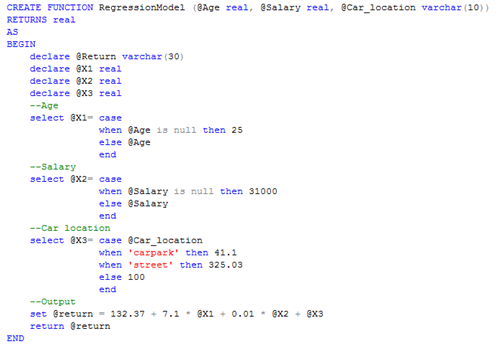 CREATE FUNCTION RegressionModel (@Age real, @Salary real, @Car_location varchar(10))
RETURNS real
AS
BEGIN
    declare @Return varchar(30)
    declare @X1 real
    declare @X2 real
    declare @X3 real
    --Age
    select @X1= case
            when @Age is null then 25
            else @Age
            end
    --Salary
    select @X2= case
            when @Salary is null then 31000
            else @Salary
            end
    --Car location
    select @X3= case @Car_location
            when 'carpark' then 41.1
            when 'street' then 325.03
            else 100
            end
    --Output
    set @return = 132.37 + 7.1 * @X1 + 0.01 * @X2 + @X3
    return @return
END